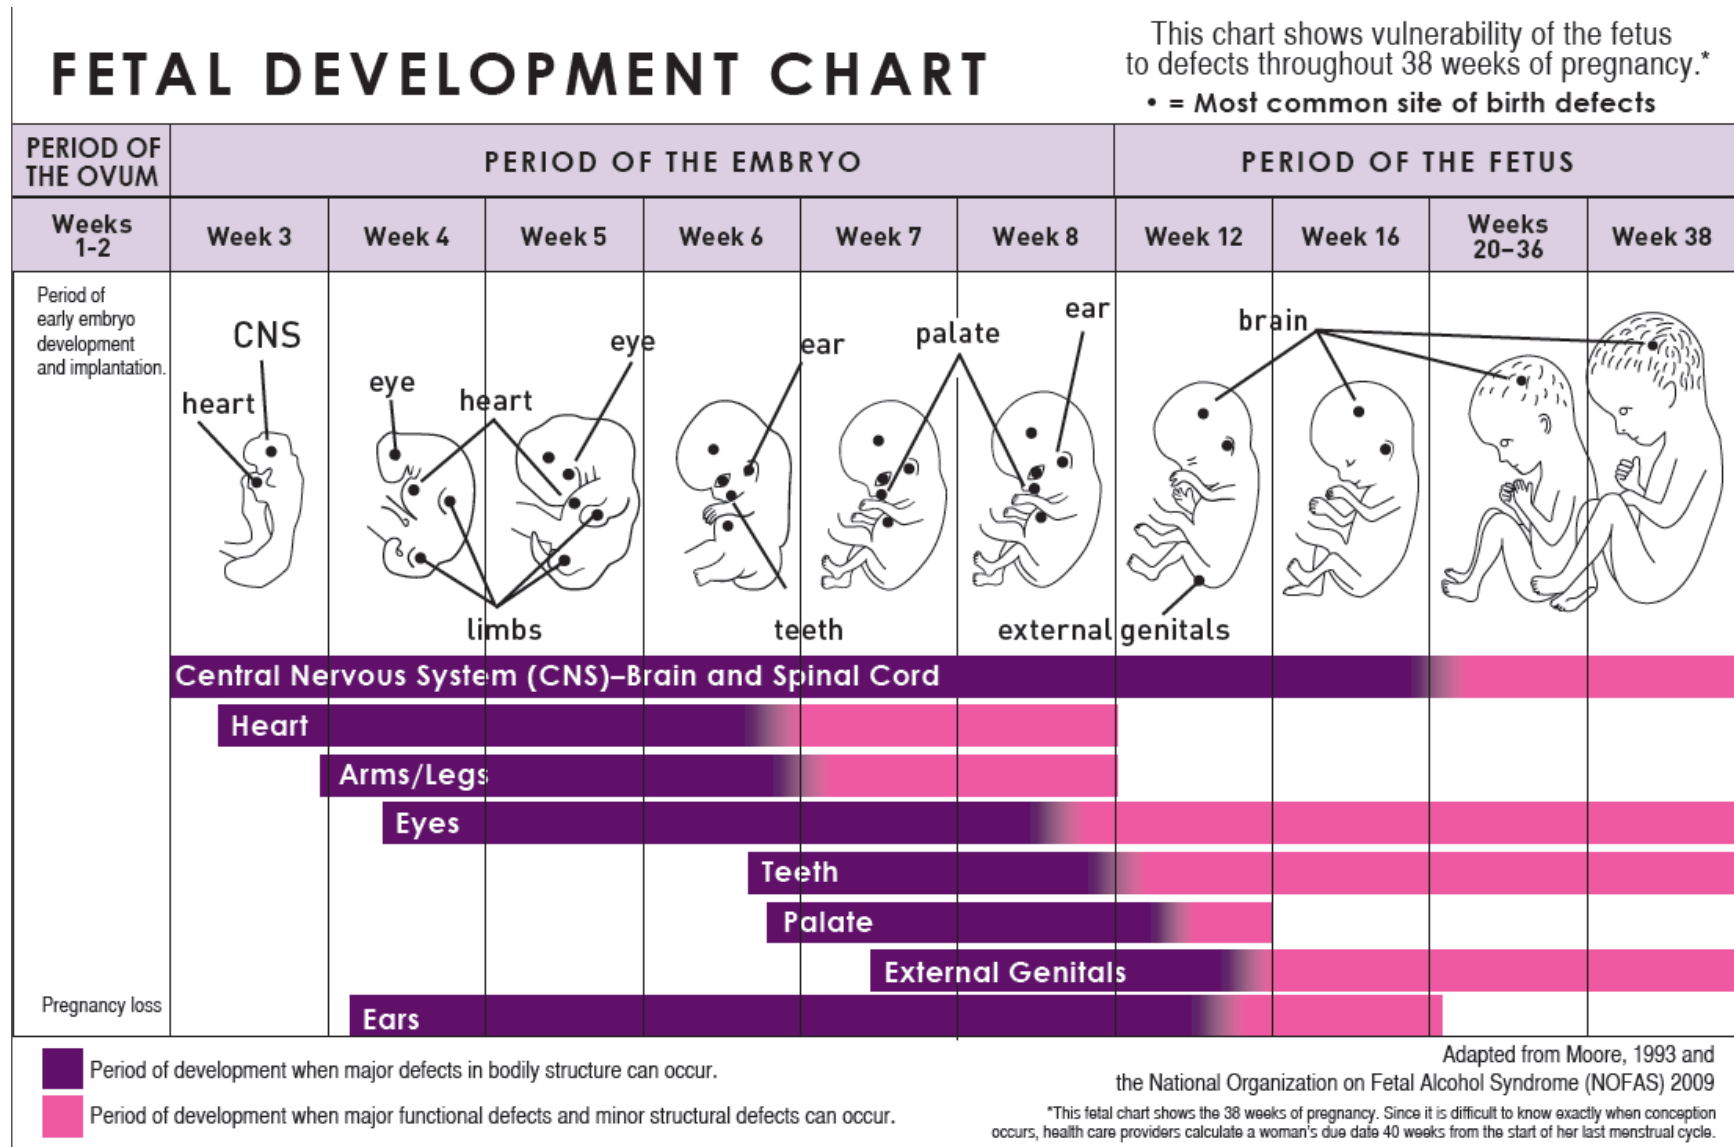 FETAL DEVELOPMENT CHART
This chart shows vulnerability of the fetus
to defects throughout 38 weeks of pregnancy.*
• = Most common site of birth defects
PERIOD OF
THE OVUM
PERIOD OF THE EMBRYO
PERIOD OF THE FETUS
Weeks
1-2
Week 3
Week 4
Week 5
Week 6
Week 7
Week 8
Week 12
Week 16
Weeks
20–36
Week 38
Period of
early embryo
development
and implantation.
CNS
heart
eye
heart
eye
ear
palate
ear
brain
limbs
teeth
external genitals
Central Nervous System (CNS)–Brain and Spinal Cord
Heart
Arms/Legs
Eyes
Teeth
Palate
External Genitals
Pregnancy loss
Ears
Period of development when major defects in bodily structure can occur.
Period of development when major functional defects and minor structural defects can occur.
Adapted from Moore, 1993 and
the National Organization on Fetal Alcohol Syndrome (NOFAS) 2009
*This fetal chart shows the 38 weeks of pregnancy. Since it is difficult to know exactly when conception
occurs, health care providers calculate a woman's due date 40 weeks from the start of her last menstrual cycle.